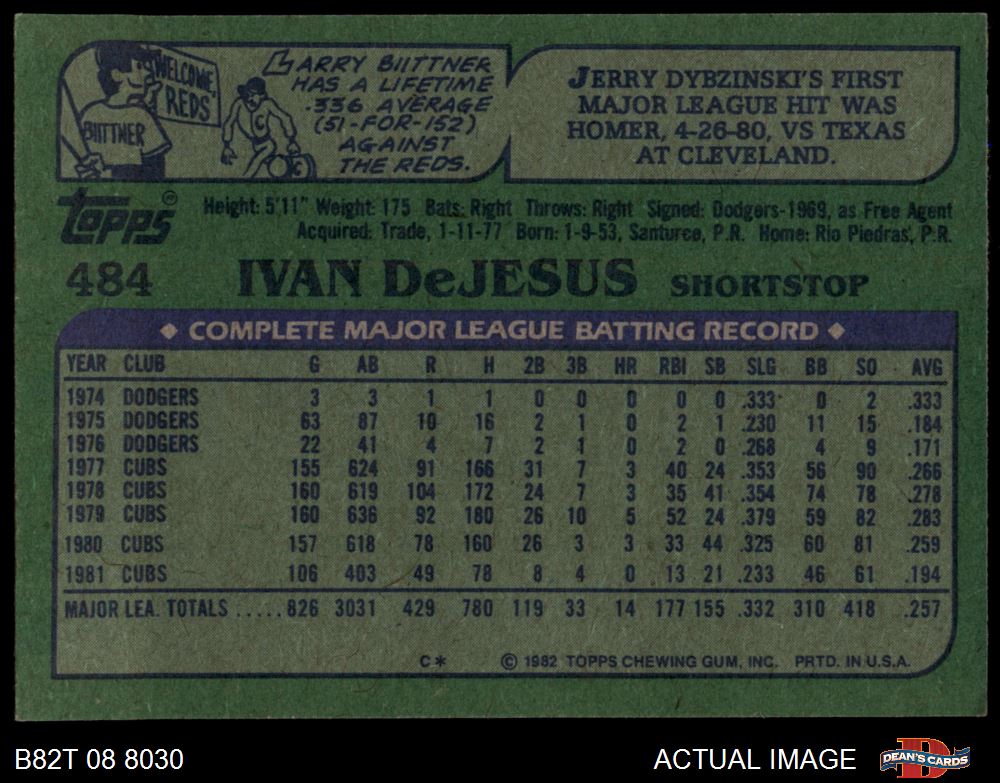 WELCOME,
REDS
BIITTNER
LARRY BIITTNER
HAS A LIFETIME
.336 AVERAGE
(51-FOR-152)
AGAINST
THE REDS.
C
JERRY DYBZINSKI'S FIRST
MAJOR LEAGUE HIT WAS
HOMER, 4-26-80, VS TEXAS
AT CLEVELAND.
TOPPS®
Height: 5'11" Weight: 175 Bats: Right Throws: Right Signed: Dodgers-1969, as Free Agent
Acquired: Trade, 1-11-77 Born: 1-9-53, Santurce, P.R. Home: Rio Piedras, P.R.
484 IVAN DeJESUS SHORTSTOP
◆ COMPLETE MAJOR LEAGUE BATTING RECORD ◆
YEAR CLUB G AB R H 2B 3B HR RBI SB SLG BB SO AVG
1974 DODGERS 3 3 1 1 0 0 0 0 0 .333 0 2 .333
1975 DODGERS 63 87 10 16 2 1 0 2 1 .230 11 15 .184
1976 DODGERS 22 41 4 7 2 1 0 2 0 .268 4 9 .171
1977 CUBS 155 624 91 166 31 7 3 40 24 .353 56 90 .266
1978 CUBS 160 619 104 172 24 7 3 35 41 .354 74 78 .278
1979 CUBS 160 636 92 180 26 10 5 52 24 .379 59 82 .283
1980 CUBS 157 618 78 160 26 3 3 33 44 .325 60 81 .259
1981 CUBS 106 403 49 78 8 4 0 13 21 .233 46 61 .194
MAJOR LEA. TOTALS .....826 3031 429 780 119 33 14 177 155 .332 310 418 .257
C* © 1982 TOPPS CHEWING GUM, INC. PRTD. IN U.S.A.
B82T 08 8030 ACTUAL IMAGE D DEAN'S CARDS